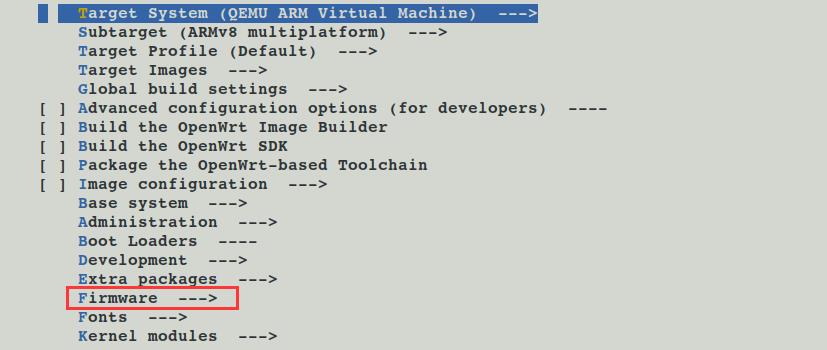 Target System (QEMU ARM Virtual Machine)  --->
Subtarget (ARMv8 multiplatform)  --->
Target Profile (Default)  --->
Target Images  --->
Global build settings  --->
[ ] Advanced configuration options (for developers)  ----
[ ] Build the OpenWrt Image Builder
[ ] Build the OpenWrt SDK
[ ] Package the OpenWrt-based Toolchain
[ ] Image configuration  --->
Base system  --->
Administration  --->
Boot Loaders  ----
Development  --->
Extra packages  --->
Firmware  --->
Fonts  --->
Kernel modules  --->